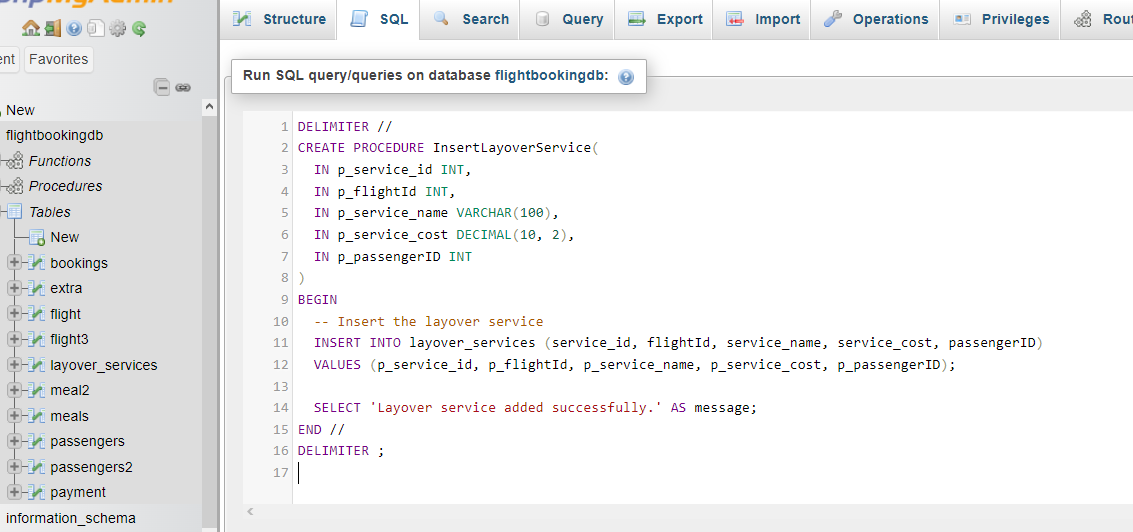 phpMyAdmin
Structure SQL Search Query Export Import Operations Privileges
Favorites
Run SQL query/queries on database flightbookingdb:
New
flightbookingdb
Functions
Procedures
Tables
New
bookings
extra
flight
flight3
layover_services
meal2
meals
passengers
passengers2
payment
information_schema
1 DELIMITER //
2 CREATE PROCEDURE InsertLayoverService(
3 IN p_service_id INT,
4 IN p_flightId INT,
5 IN p_service_name VARCHAR(100),
6 IN p_service_cost DECIMAL(10, 2),
7 IN p_passengerID INT
8 )
9 BEGIN
10 -- Insert the layover service
11 INSERT INTO layover_services (service_id, flightId, service_name, service_cost, passengerID)
12 VALUES (p_service_id, p_flightId, p_service_name, p_service_cost, p_passengerID);
13
14 SELECT 'Layover service added successfully.' AS message;
15 END //
16 DELIMITER ;
17